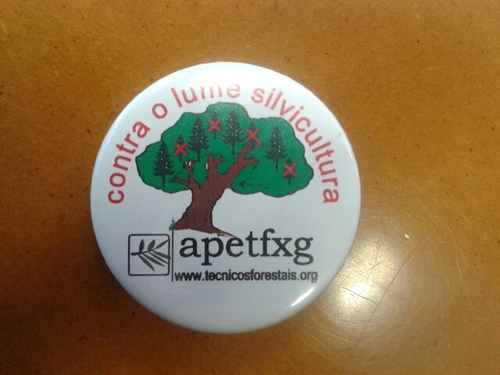 contra o lume silvicultura
apetfxg
www.tecnicosforestais.org